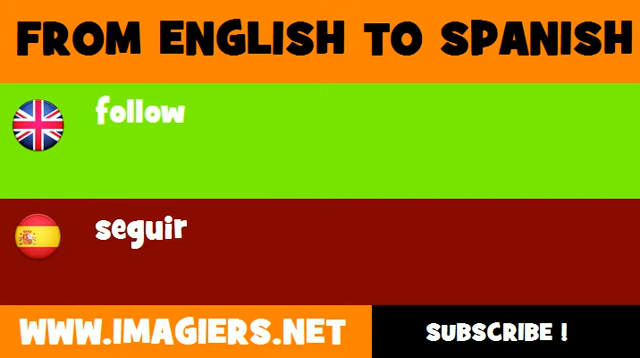 FROM ENGLISH TO SPANISH
follow
seguir
WWW.IMAGIERS.NET
SUBSCRIBE !